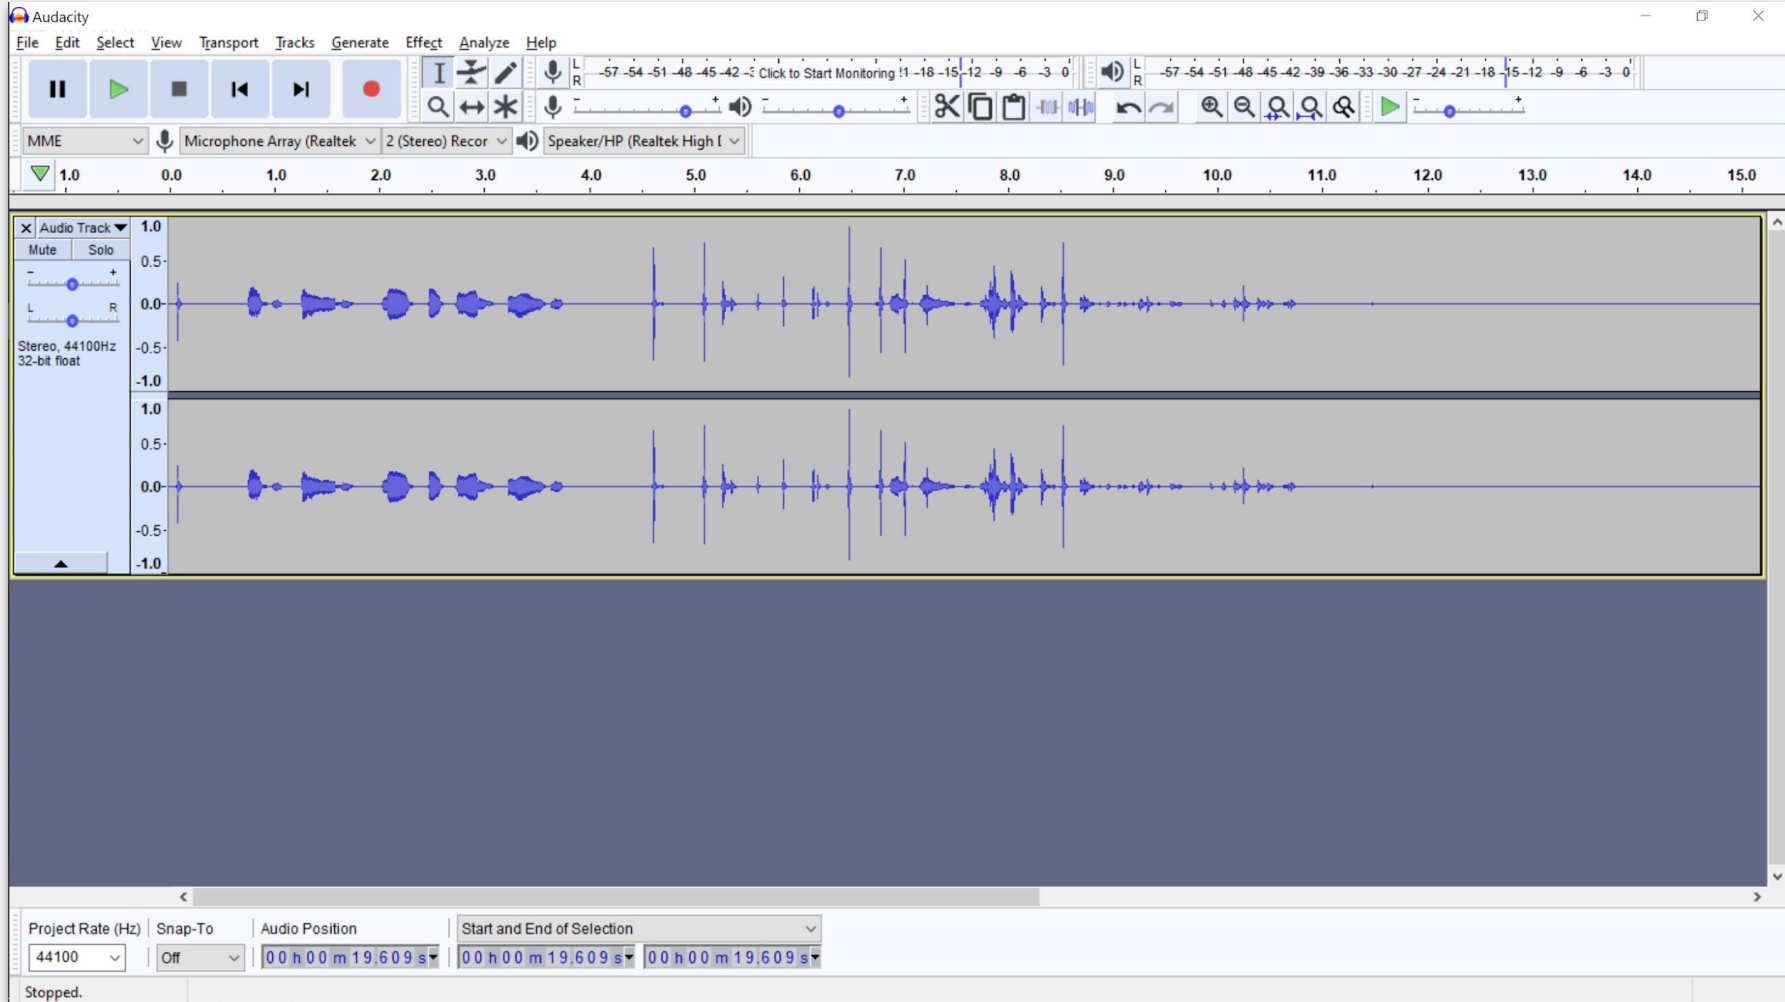 Audacity
File Edit Select View Transport Tracks Generate Effect Analyze Help
L
R
-57 -54 -51 -48 -45 -42 -3 Click to Start Monitoring !1 -18 -15 -12 -9 -6 -3 0
L
R
-57 -54 -51 -48 -45 -42 -39 -36 -33 -30 -27 -24 -21 -18 -15 -12 -9 -6 -3 0
- + - + - +
MME Microphone Array (Realtek 2 (Stereo) Recor Speaker/HP (Realtek High
1.0 0.0 1.0 2.0 3.0 4.0 5.0 6.0 7.0 8.0 9.0 10.0 11.0 12.0 13.0 14.0 15.0
Audio Track
Mute Solo
- +
L R
Stereo, 44100Hz
32-bit float
1.0
0.5-
0.0-
-0.5-
-1.0
1.0
0.5-
0.0-
-0.5-
-1.0
Project Rate (Hz) Snap-To Audio Position Start and End of Selection
44100 Off 00 h 00 m 19.609 s 00 h 00 m 19.609 s 00 h 00 m 19.609 s
Stopped.